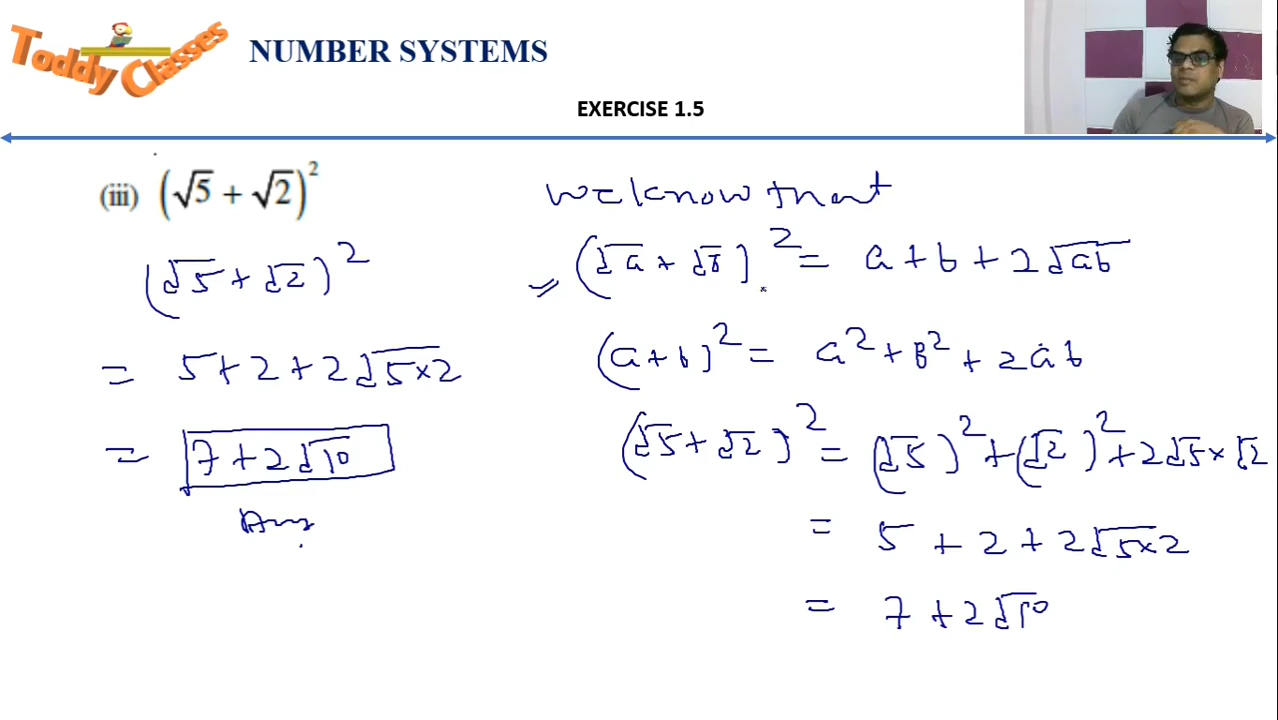 Toddy Classes
NUMBER SYSTEMS
EXERCISE 1.5
(iii) (√5 + √2)²
(√5 + √2)²
= 5 + 2 + 2√5×2
= 7 + 2√10
Ans
We know that
(√a + √b)² = a + b + 2√ab
(a + b)² = a² + b² + 2ab
(√5 + √2)² = (√5)² + (√2)² + 2√5 × √2
= 5 + 2 + 2√5×2
= 7 + 2√10